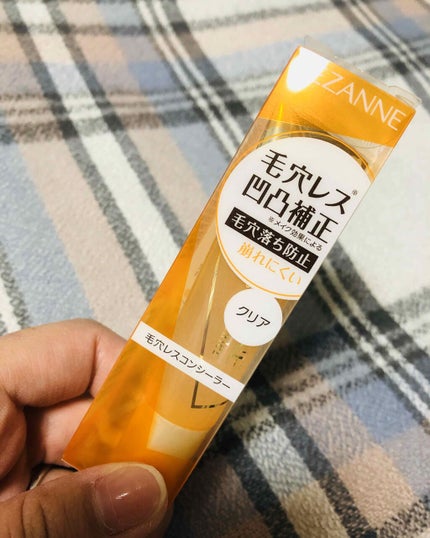 EZANNE
毛穴レス※
凹凸補正
※メイク効果による
毛穴落ち防止
崩れにくい
クリア
毛穴レスコンシーラー